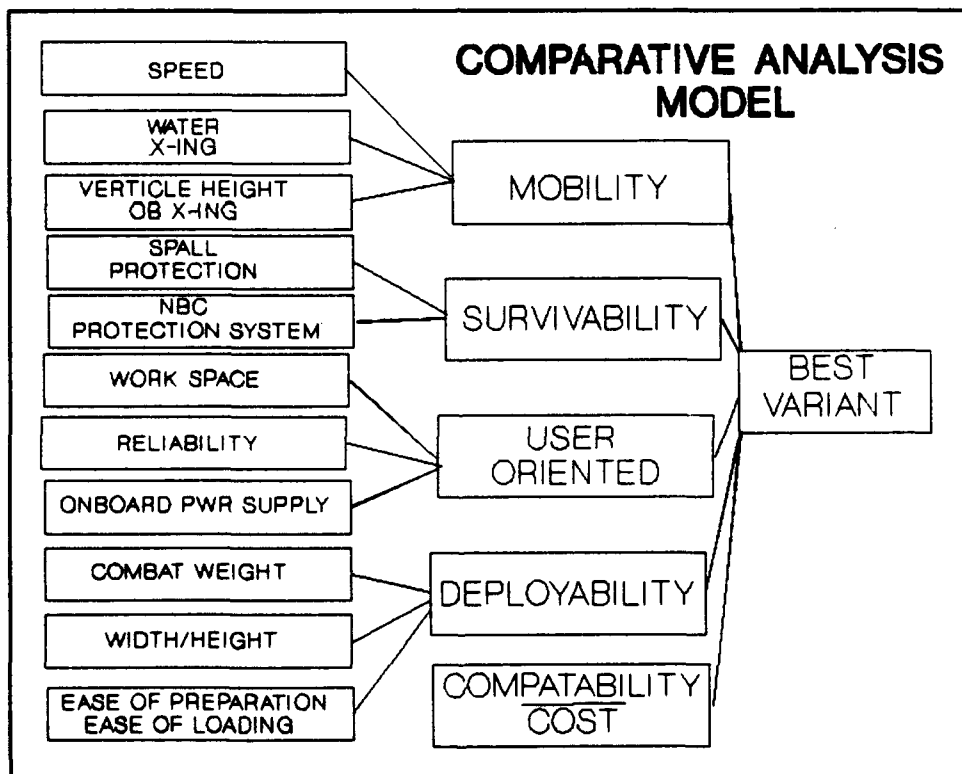 COMPARATIVE ANALYSIS
MODEL
SPEED
WATER
X-ING
VERTICLE HEIGHT
OB X-ING
SPALL
PROTECTION
NBC
PROTECTION SYSTEM
WORK SPACE
RELIABILITY
ONBOARD PWR SUPPLY
COMBAT WEIGHT
WIDTH/HEIGHT
EASE OF PREPARATION
EASE OF LOADING
MOBILITY
SURVIVABILITY
USER
ORIENTED
DEPLOYABILITY
COMPATABILITY
COST
BEST
VARIANT